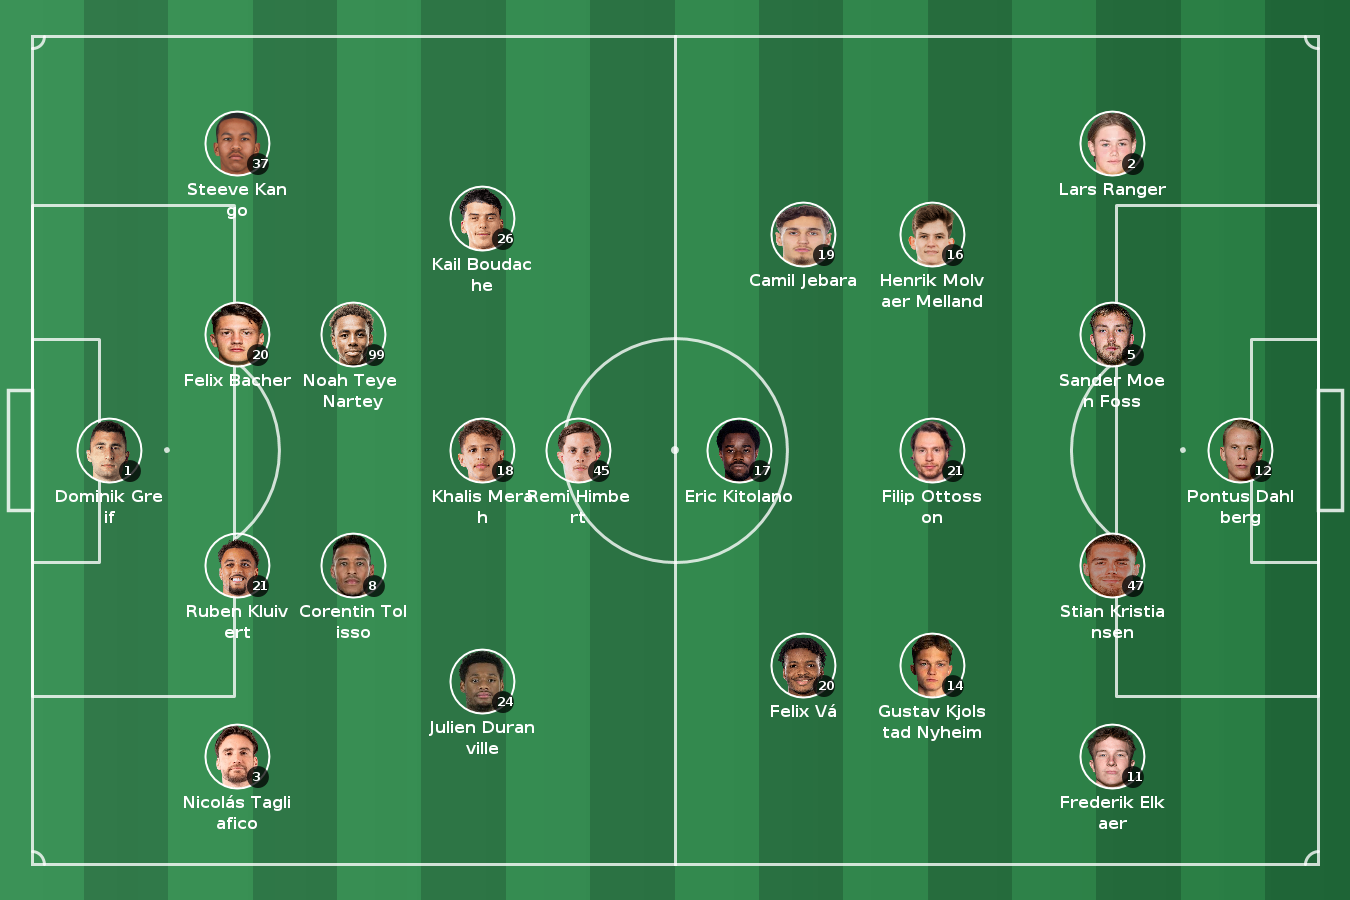 37
Steeve Kan
go
2
Lars Ranger
26
Kail Boudac
he
19
Camil Jebara
16
Henrik Molv
aer Melland
20
Felix Bacher
99
Noah Teye
Nartey
5
Sander Moe
n Foss
1
Dominik Gre
if
18
Khalis Mera
h
45
Remi Himbe
rt
17
Eric Kitolano
21
Filip Ottoss
on
12
Pontus Dahl
berg
21
Ruben Kluiv
ert
8
Corentin Tol
isso
47
Stian Kristia
nsen
24
Julien Duran
ville
20
Felix Vá
14
Gustav Kjols
tad Nyheim
3
Nicolás Tagli
afico
11
Frederik Elk
aer